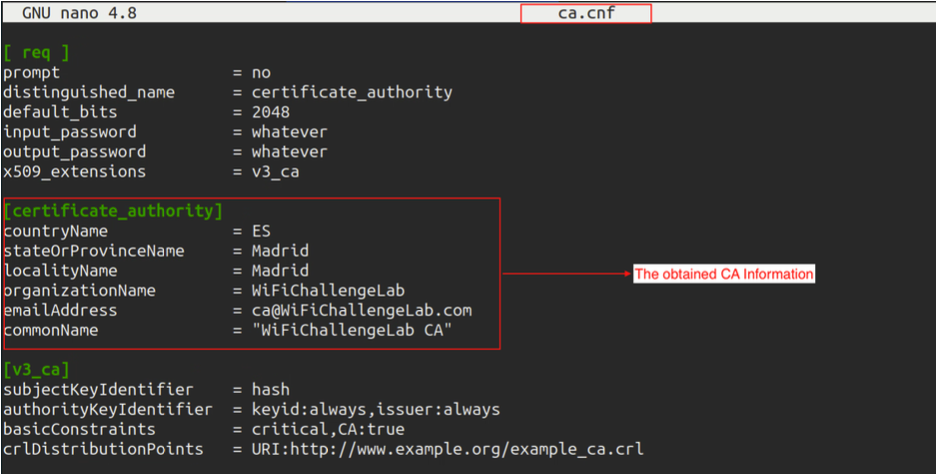 GNU nano 4.8 ca.cnf
[ req ]
prompt = no
distinguished_name = certificate_authority
default_bits = 2048
input_password = whatever
output_password = whatever
x509_extensions = v3_ca
[certificate_authority]
countryName = ES
stateOrProvinceName = Madrid
localityName = Madrid
organizationName = WiFiChallengeLab
emailAddress = ca@WiFiChallengeLab.com
commonName = "WiFiChallengeLab CA"
The obtained CA Information
[v3_ca]
subjectKeyIdentifier = hash
authorityKeyIdentifier = keyid:always,issuer:always
basicConstraints = critical,CA:true
crlDistributionPoints = URI:http://www.example.org/example_ca.crl